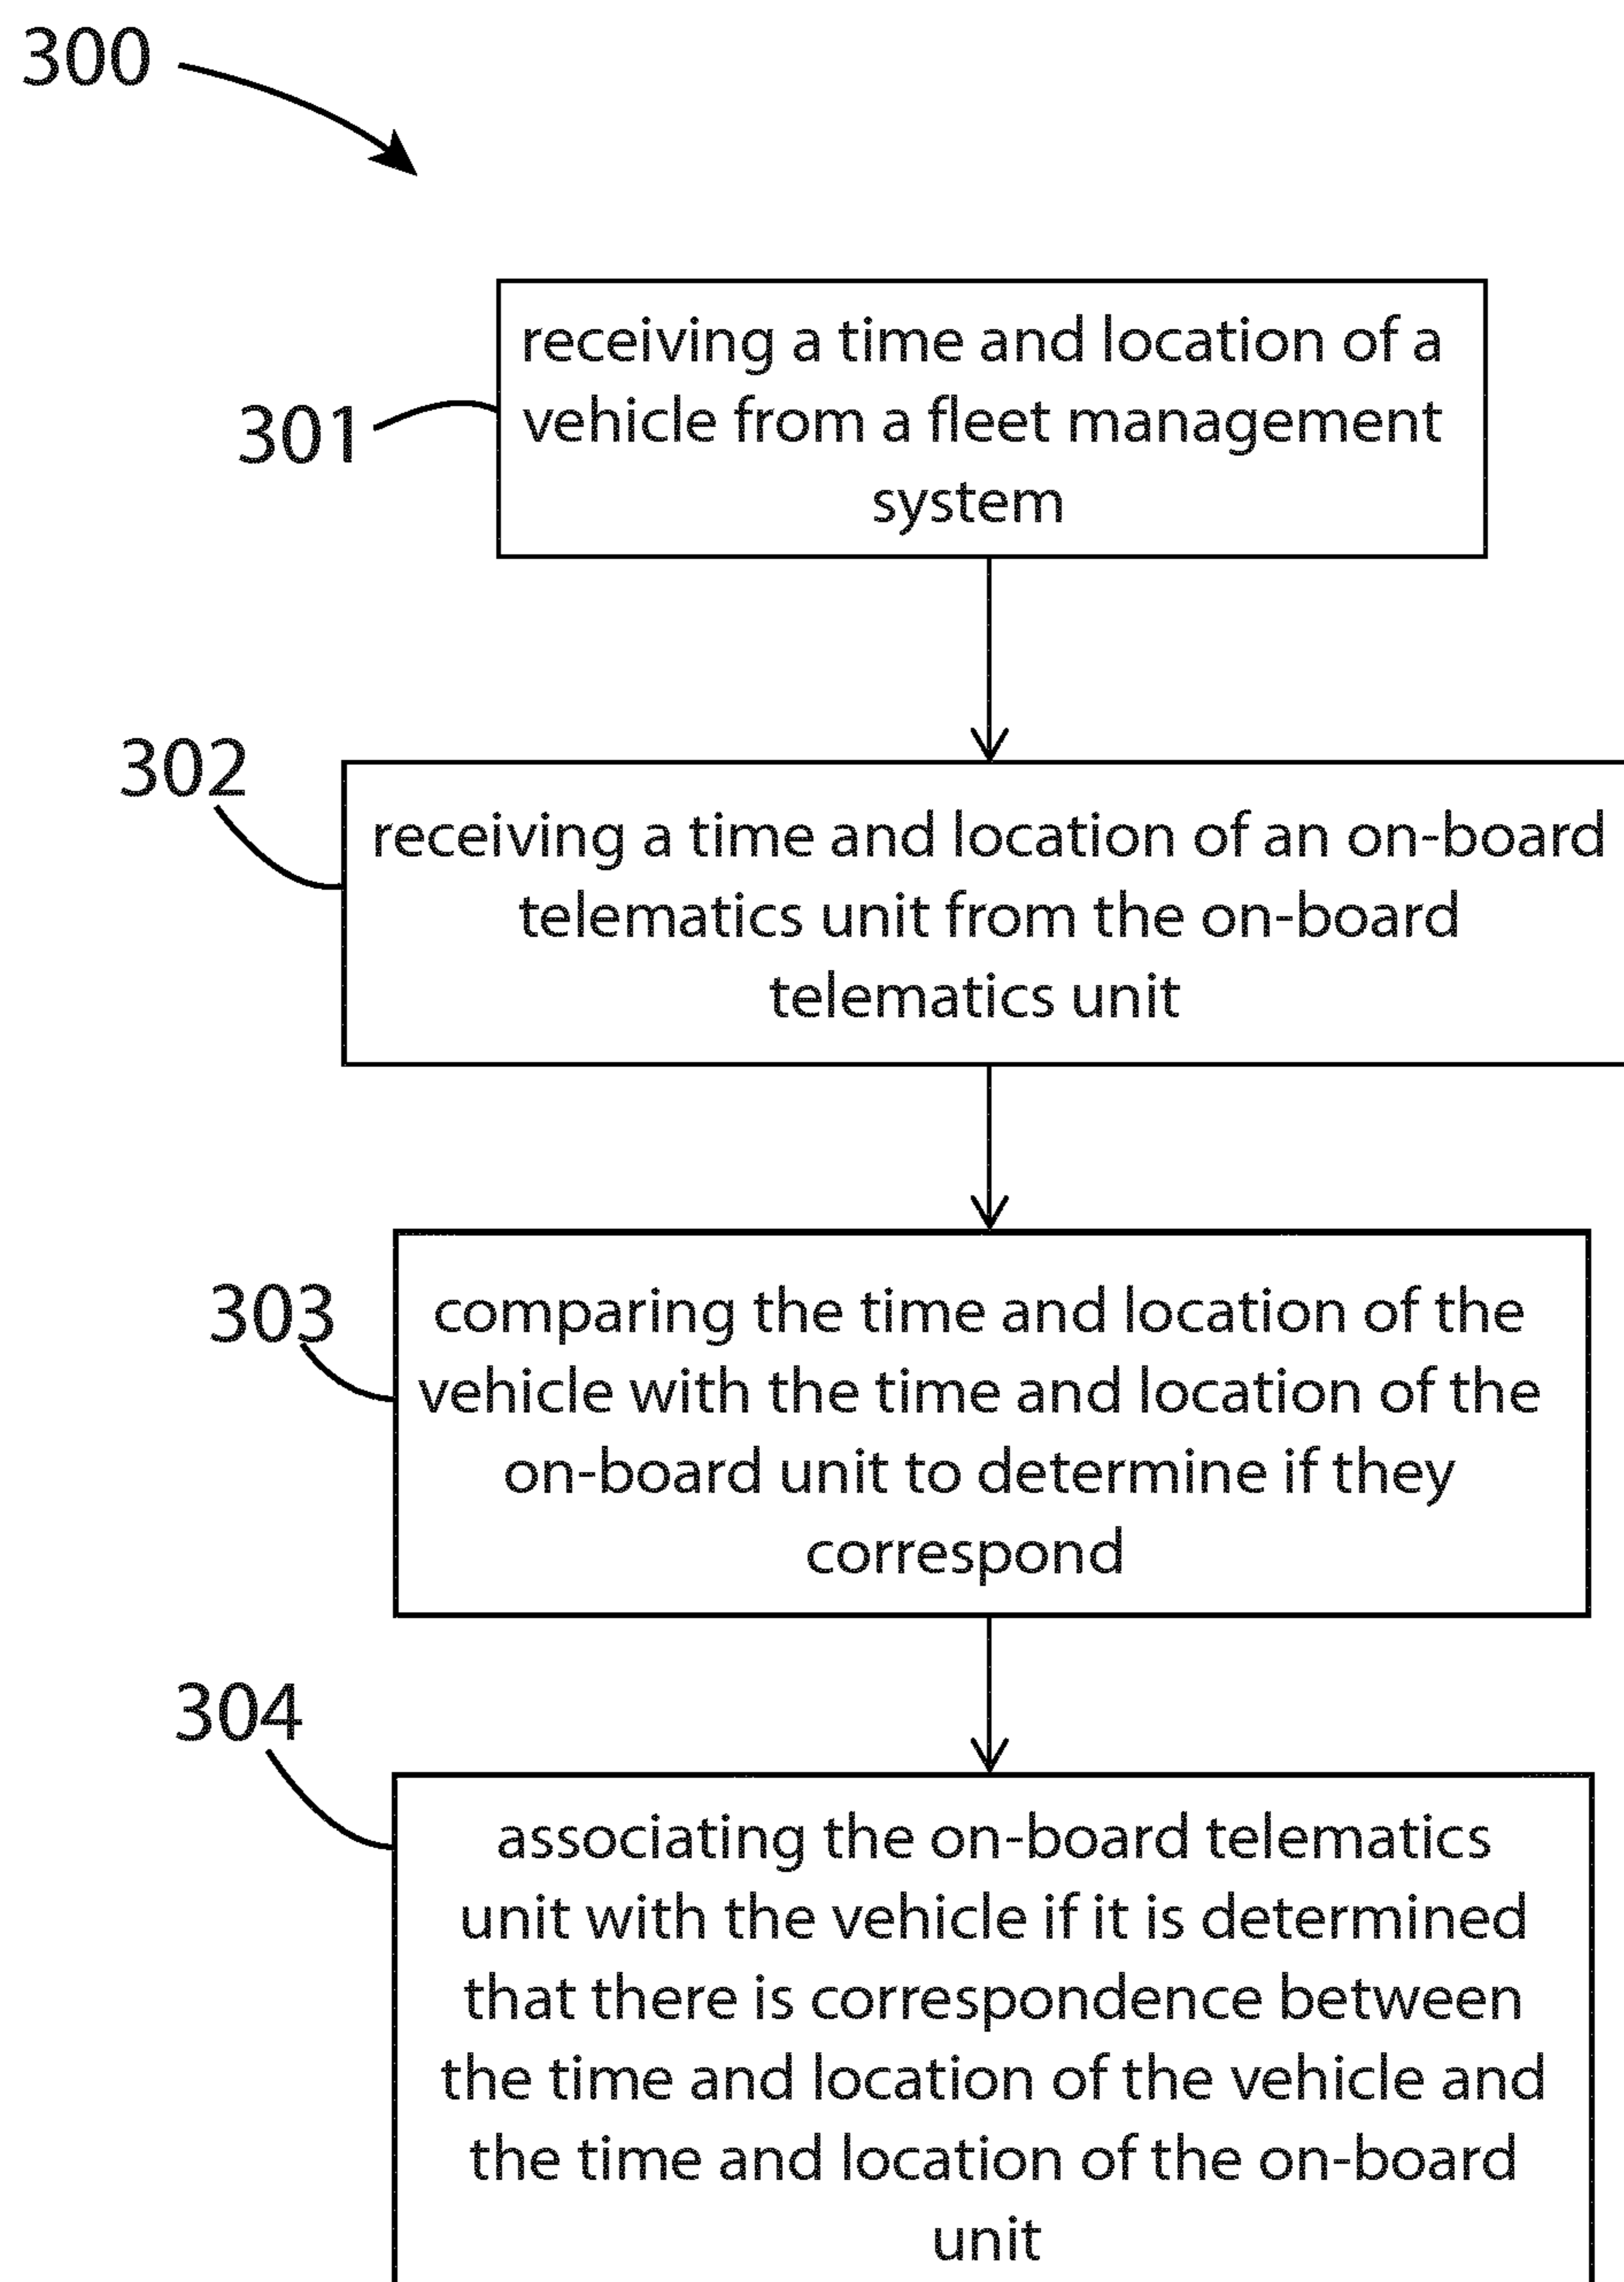 300
301
receiving a time and location of a
vehicle from a fleet management
system
302
receiving a time and location of an on-board
telematics unit from the on-board
telematics unit
303
comparing the time and location of the
vehicle with the time and location of the
on-board unit to determine if they
correspond
304
associating the on-board telematics
unit with the vehicle if it is determined
that there is correspondence between
the time and location of the vehicle and
the time and location of the on-board
unit